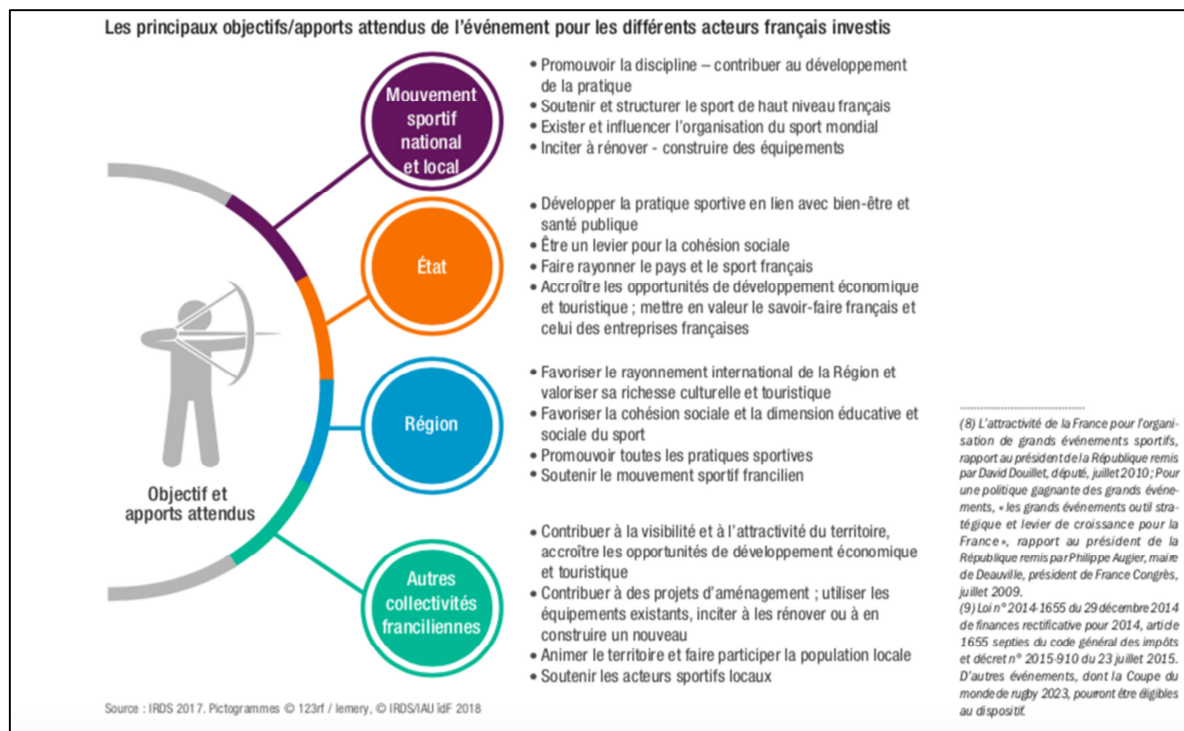 Les principaux objectifs/apports attendus de l'événement pour les différents acteurs français investis
Mouvement
sportif
national
et local
• Promouvoir la discipline – contribuer au développement
de la pratique
• Soutenir et structurer le sport de haut niveau français
• Exister et influencer l'organisation du sport mondial
• Inciter à rénover - construire des équipements
État
• Développer la pratique sportive en lien avec bien-être et
santé publique
• Être un levier pour la cohésion sociale
• Faire rayonner le pays et le sport français
• Accroître les opportunités de développement économique
et touristique ; mettre en valeur le savoir-faire français et
celui des entreprises françaises
Région
• Favoriser le rayonnement international de la Région et
valoriser sa richesse culturelle et touristique
• Favoriser la cohésion sociale et la dimension éducative et
sociale du sport
• Promouvoir toutes les pratiques sportives
• Soutenir le mouvement sportif francilien
Objectif et
apports attendus
Autres
collectivités
franciliennes
• Contribuer à la visibilité et à l'attractivité du territoire,
accroître les opportunités de développement économique
et touristique
• Contribuer à des projets d'aménagement ; utiliser les
équipements existants, inciter à les rénover ou à en
construire un nouveau
• Animer le territoire et faire participer la population locale
• Soutenir les acteurs sportifs locaux
Source : IRDS 2017. Pictogrammes © 123rf / lemery, © IRDS/IAU îdF 2018
(8) L'attractivité de la France pour l'organi-
sation de grands événements sportifs,
rapport au président de la République remis
par David Douillet, député, juillet 2010 ; Pour
une politique gagnante des grands événe-
ments, « les grands événements outil stra-
tégique et levier de croissance pour la
France », rapport au président de la
République remis par Philippe Augier, maire
de Deauville, président de France Congrès,
juillet 2009.
(9) Loi n° 2014-1655 du 29 décembre 2014
de finances rectificative pour 2014, article
1655 septies du code général des impôts
et décret n° 2015-910 du 23 juillet 2015.
D'autres événements, dont la Coupe du
monde de rugby 2023, pourront être éligibles
au dispositif.